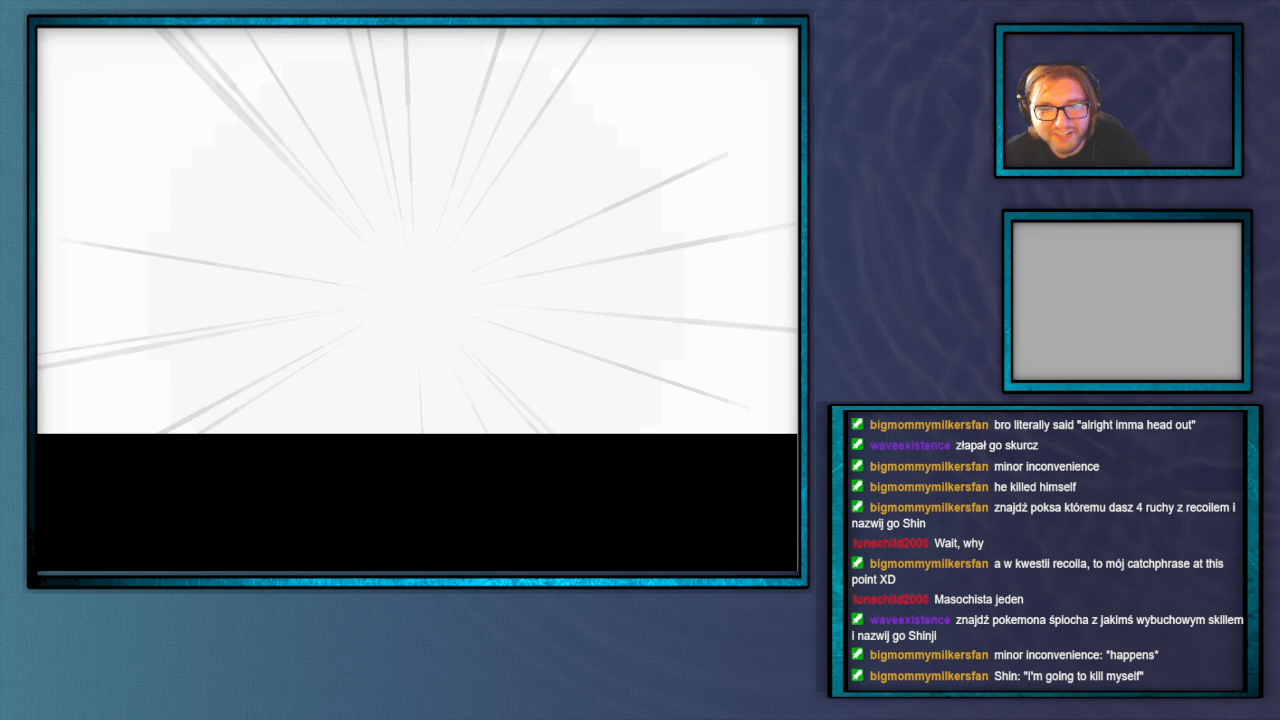 bigmommymilkersfan bro literally said "alright imma head out"
waveexistence złapał go skurcz
bigmommymilkersfan minor inconvenience
bigmommymilkersfan he killed himself
bigmommymilkersfan znajdź poksa któremu dasz 4 ruchy z recoilem i
nazwij go Shin
lunachild2000 Wait, why
bigmommymilkersfan a w kwestii recolla, to mój catchphrase at this
point XD
lunachild2000 Masochista jeden
waveexistence znajdź pokemona śpiocha z jakimś wybuchowym skillem
i nazwij go Shinji
bigmommymilkersfan minor inconvenience: *happens*
bigmommymilkersfan Shin: "I'm going to kill myself"